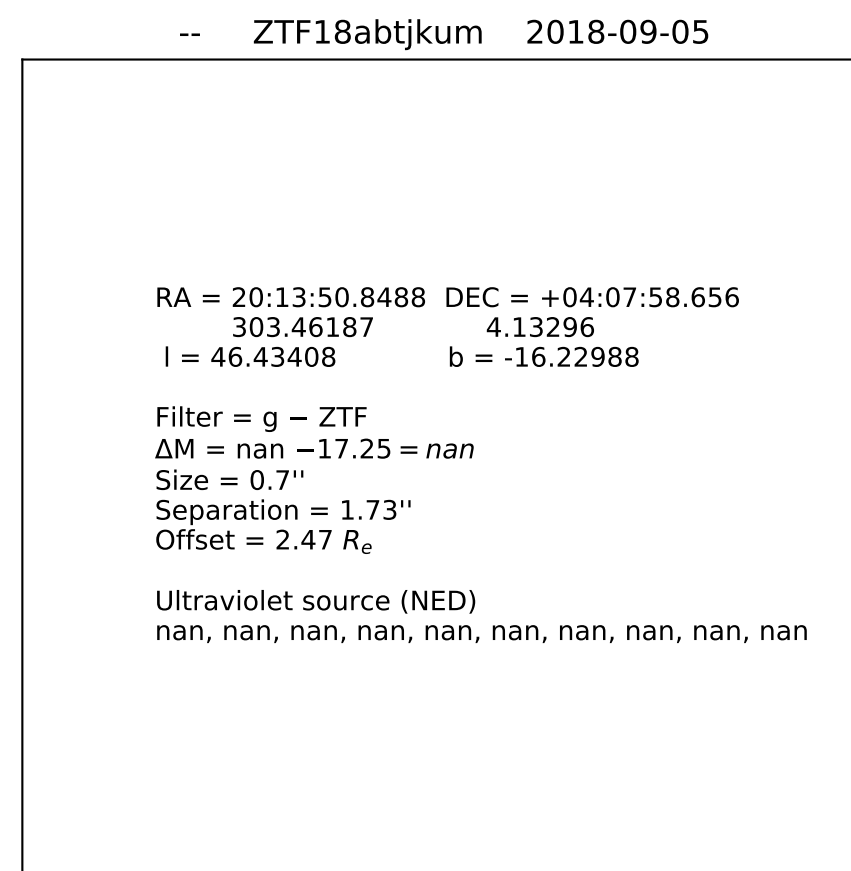 -- ZTF18abtjkum 2018-09-05
RA = 20:13:50.8488 DEC = +04:07:58.656
303.46187 4.13296
l = 46.43408 b = -16.22988
Filter = g − ZTF
ΔM = nan −17.25 = nan
Size = 0.7''
Separation = 1.73''
Offset = 2.47 Re
Ultraviolet source (NED)
nan, nan, nan, nan, nan, nan, nan, nan, nan, nan